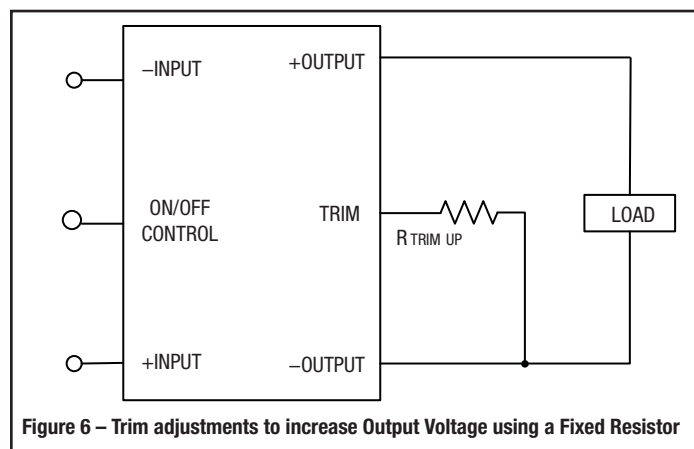 −INPUT
+OUTPUT
ON/OFF
CONTROL
TRIM
R TRIM UP
LOAD
+INPUT
−OUTPUT
Figure 6 – Trim adjustments to increase Output Voltage using a Fixed Resistor